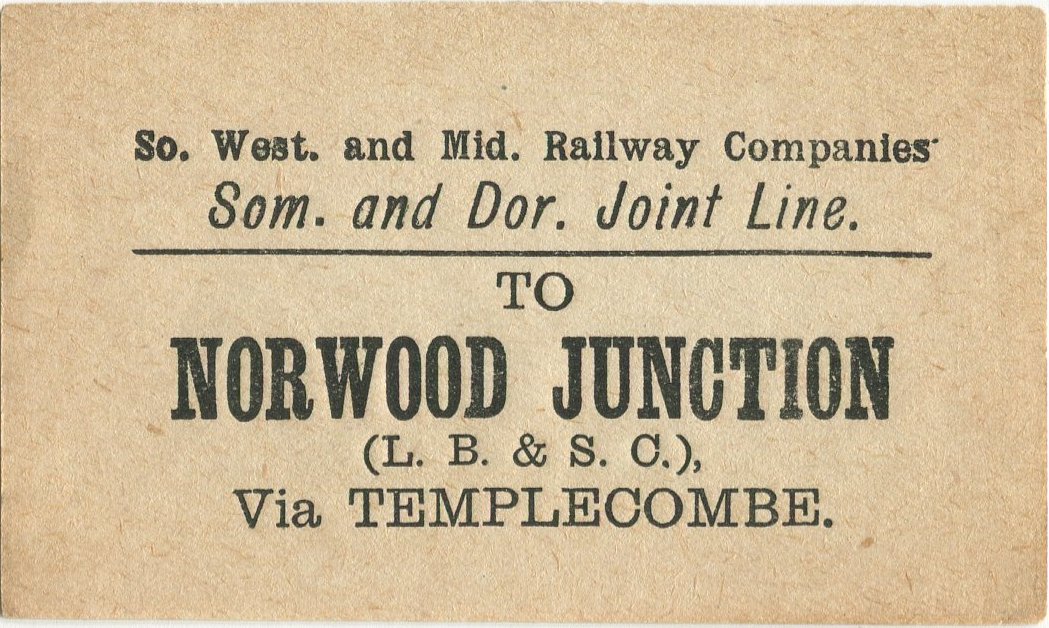 So. West. and Mid. Railway Companies'
Som. and Dor. Joint Line.
TO
NORWOOD JUNCTION
(L. B. & S. C.),
Via TEMPLECOMBE.